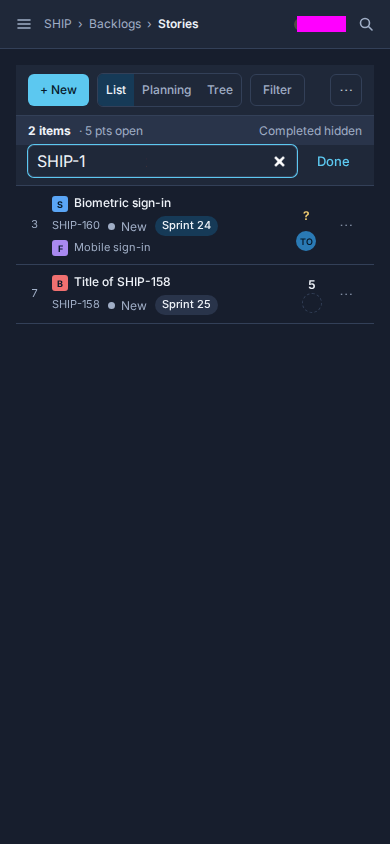 SHIP › Backlogs › Stories
+ New List Planning Tree Filter ...
2 items · 5 pts open Completed hidden
SHIP-1 Done
S Biometric sign-in
3 SHIP-160 New Sprint 24 ? TO ...
F Mobile sign-in
B Title of SHIP-158 5
7 SHIP-158 New Sprint 25 ...